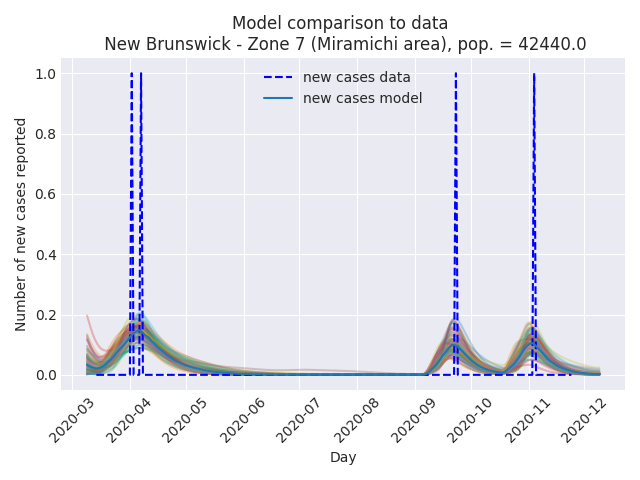 Model comparison to data
New Brunswick - Zone 7 (Miramichi area), pop. = 42440.0
new cases data
new cases model
Number of new cases reported
1.0
0.8
0.6
0.4
0.2
0.0
2020-03
2020-04
2020-05
2020-06
2020-07
2020-08
2020-09
2020-10
2020-11
2020-12
Day